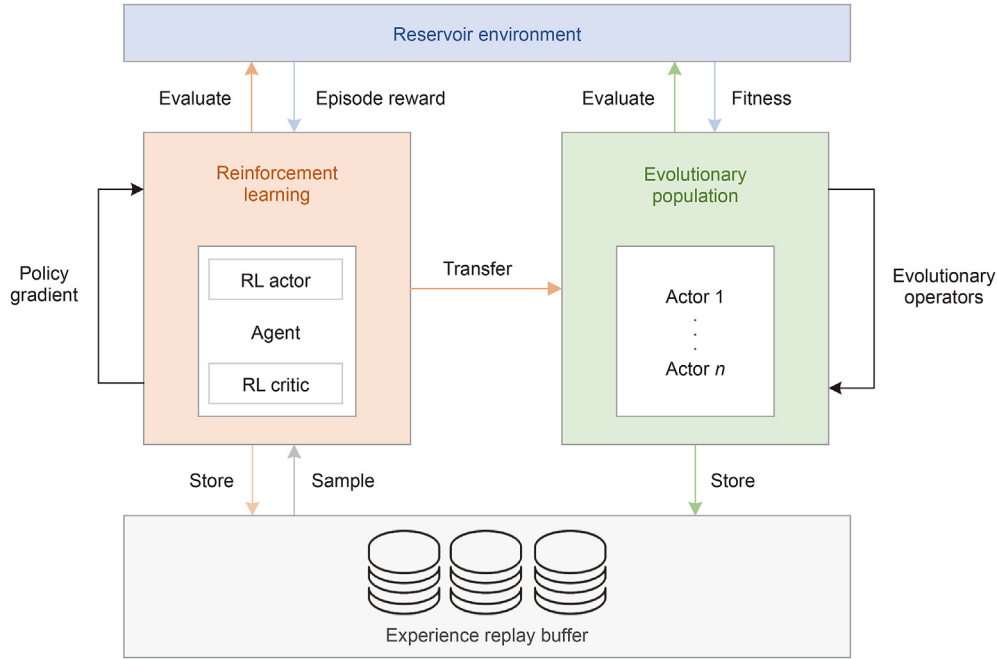 Reservoir environment
Evaluate
Episode reward
Evaluate
Fitness
Reinforcement
learning
Evolutionary
population
Policy
gradient
RL actor
Agent
RL critic
Transfer
Actor 1
Actor n
Evolutionary
operators
Store
Sample
Store
Experience replay buffer